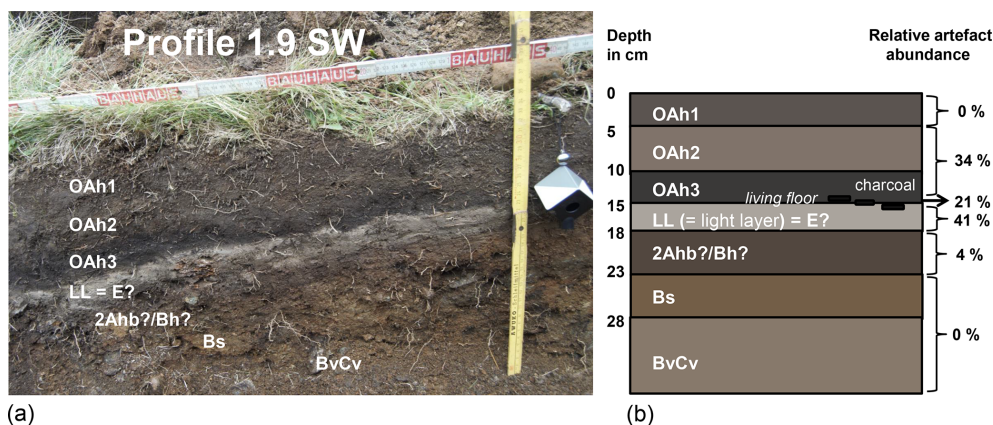 Profile 1.9 SW
BAUHAUS BAUHAUS BAUHAUS
OAh1
OAh2
OAh3
LL = E?
2Ahb?/Bh?
Bs
BvCv
(a)
Depth
in cm
Relative artefact
abundance
0
5
10
15
18
23
28
OAh1
OAh2
OAh3
charcoal
living floor
LL (= light layer) = E?
2Ahb?/Bh?
Bs
BvCv
0 %
34 %
21 %
41 %
4 %
0 %
(b)